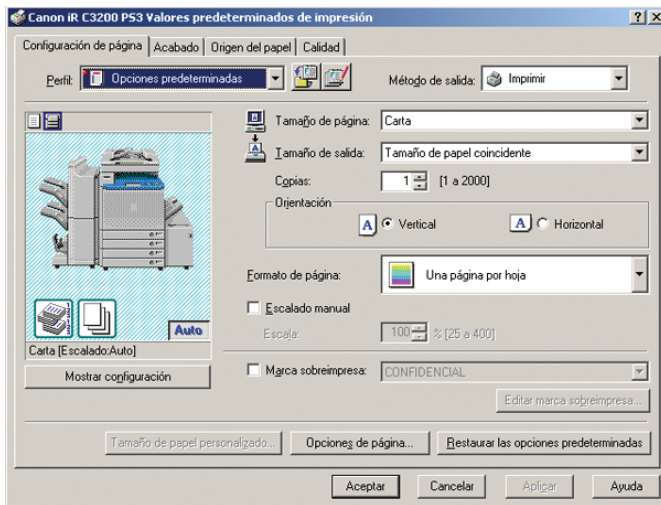 Canon iR C3200 PS3 Valores predeterminados de impresión
Configuración de página Acabado Origen del papel Calidad
Perfil: Opciones predeterminadas Método de salida: Imprimir
Tamaño de página: Carta
Tamaño de salida: Tamaño de papel coincidente
Copias: 1 [1 a 2000]
Orientación
A Vertical A Horizontal
Formato de página: Una página por hoja
Escalado manual
Escala: 100 % [25 a 400]
Auto
Carta [Escalado:Auto]
Mostrar configuración
Marca sobreimpresa: CONFIDENCIAL
Editar marca sobreimpresa...
Tamaño de papel personalizado... Opciones de página... Restaurar las opciones predeterminadas
Aceptar Cancelar Aplicar Ayuda